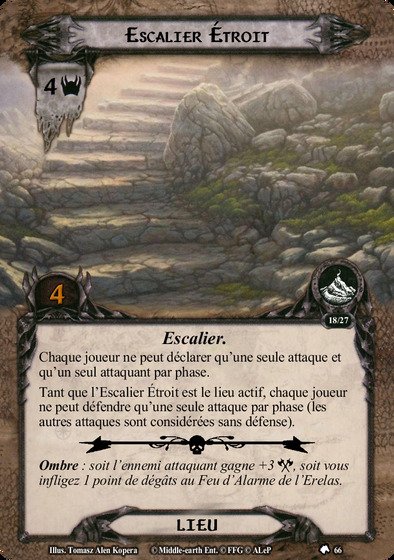 Escalier Étroit
4
4
18/27
Escalier.
Chaque joueur ne peut déclarer qu'une seule attaque et
qu'un seul attaquant par phase.
Tant que l'Escalier Étroit est le lieu actif, chaque joueur
ne peut défendre qu'une seule attaque par phase (les
autres attaques sont considérées sans défense).
Ombre : soit l'ennemi attaquant gagne +3 , soit vous
infligez 1 point de dégâts au Feu d'Alarme de l'Erelas.
LIEU
Illus. Tomasz Alen Kopera ©Middle-earth Ent. © FFG © ALeP 66